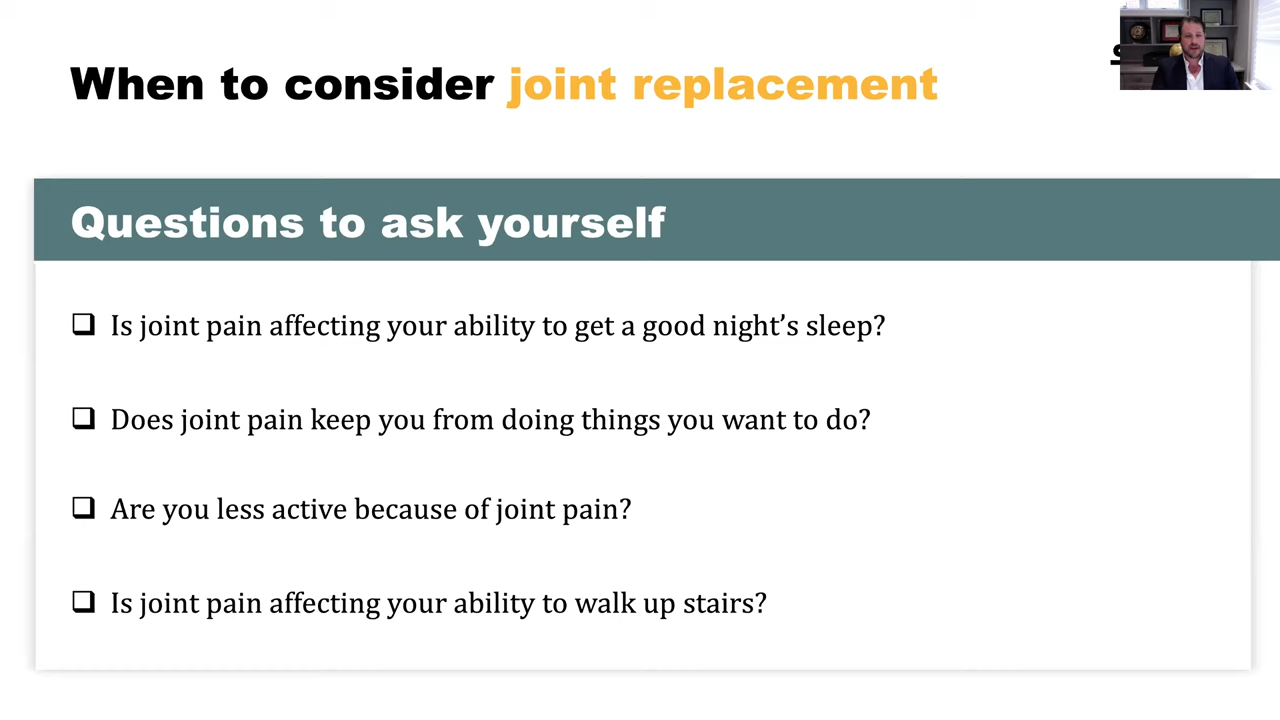 When to consider joint replacement
Questions to ask yourself
❑ Is joint pain affecting your ability to get a good night’s sleep?
❑ Does joint pain keep you from doing things you want to do?
❑ Are you less active because of joint pain?
❑ Is joint pain affecting your ability to walk up stairs?